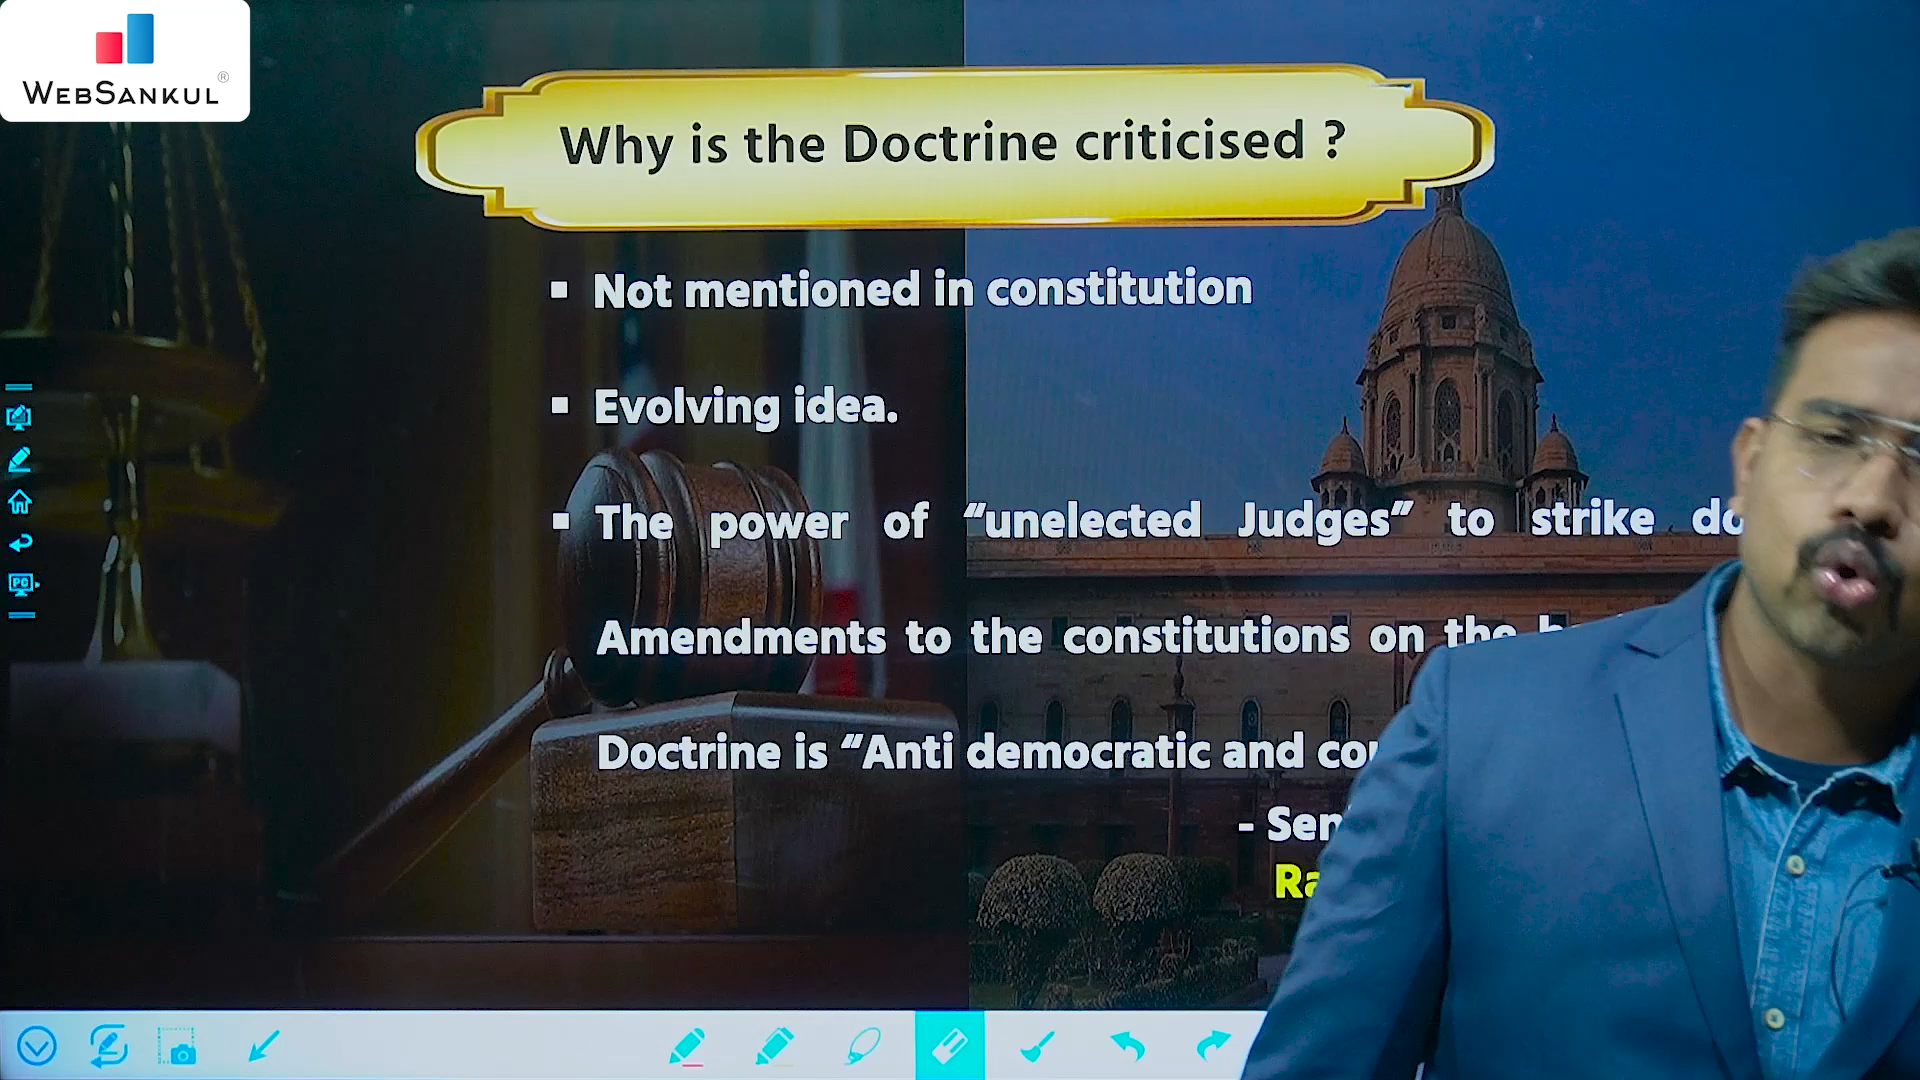 WEBSANKUL®
Why is the Doctrine criticised ?
▪ Not mentioned in constitution
▪ Evolving idea.
▪ The power of “unelected Judges” to strike
Amendments to the constitutions on the
Doctrine is “Anti democratic and
PC